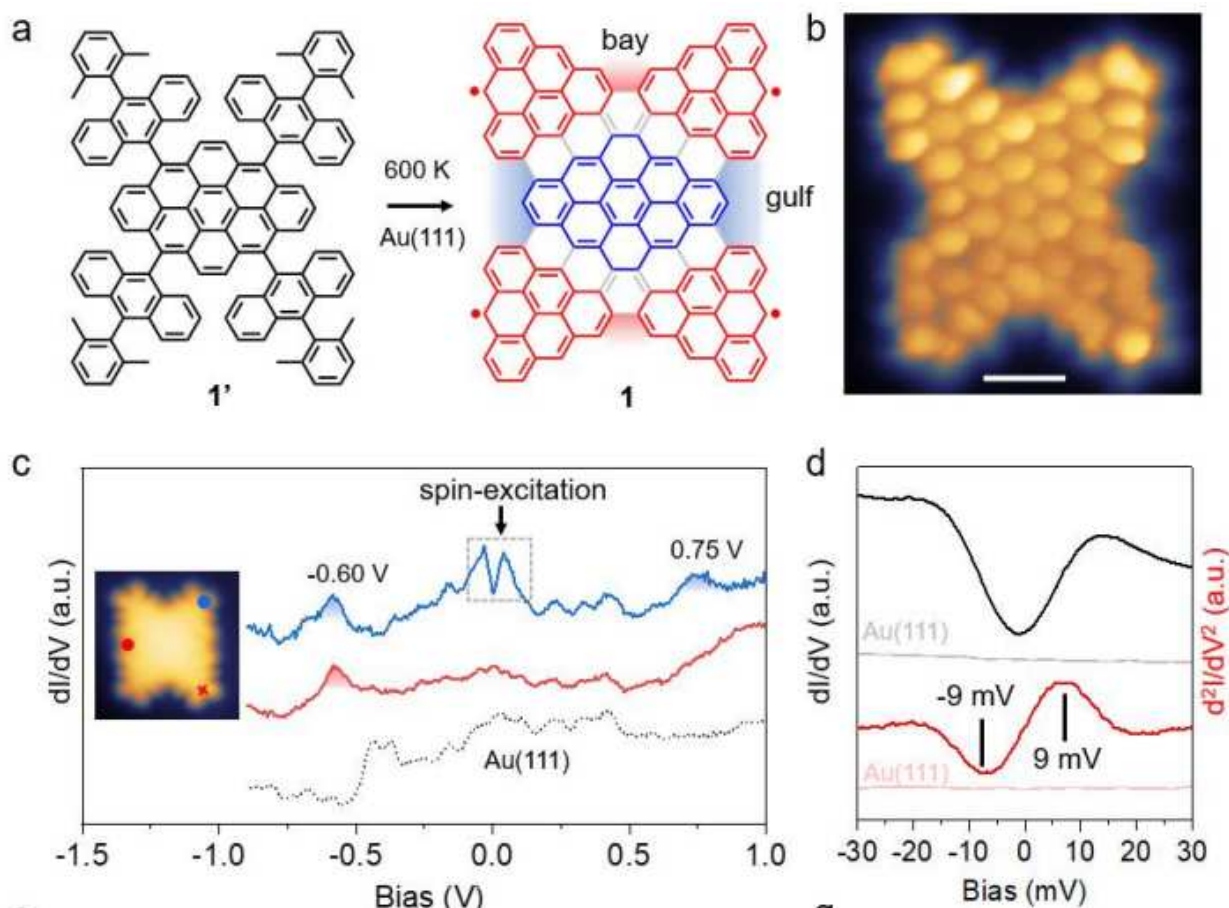 a
b
bay
600 K
Au(111)
gulf
1'
1
c
d
spin-excitation
-0.60 V
0.75 V
Au(111)
dI/dV (a.u.)
-1.5
-1.0
-0.5
0.0
0.5
1.0
Bias (V)
dI/dV (a.u.)
d²I/dV² (a.u.)
Au(111)
-9 mV
9 mV
Au(111)
-30
-20
-10
0
10
20
30
Bias (mV)